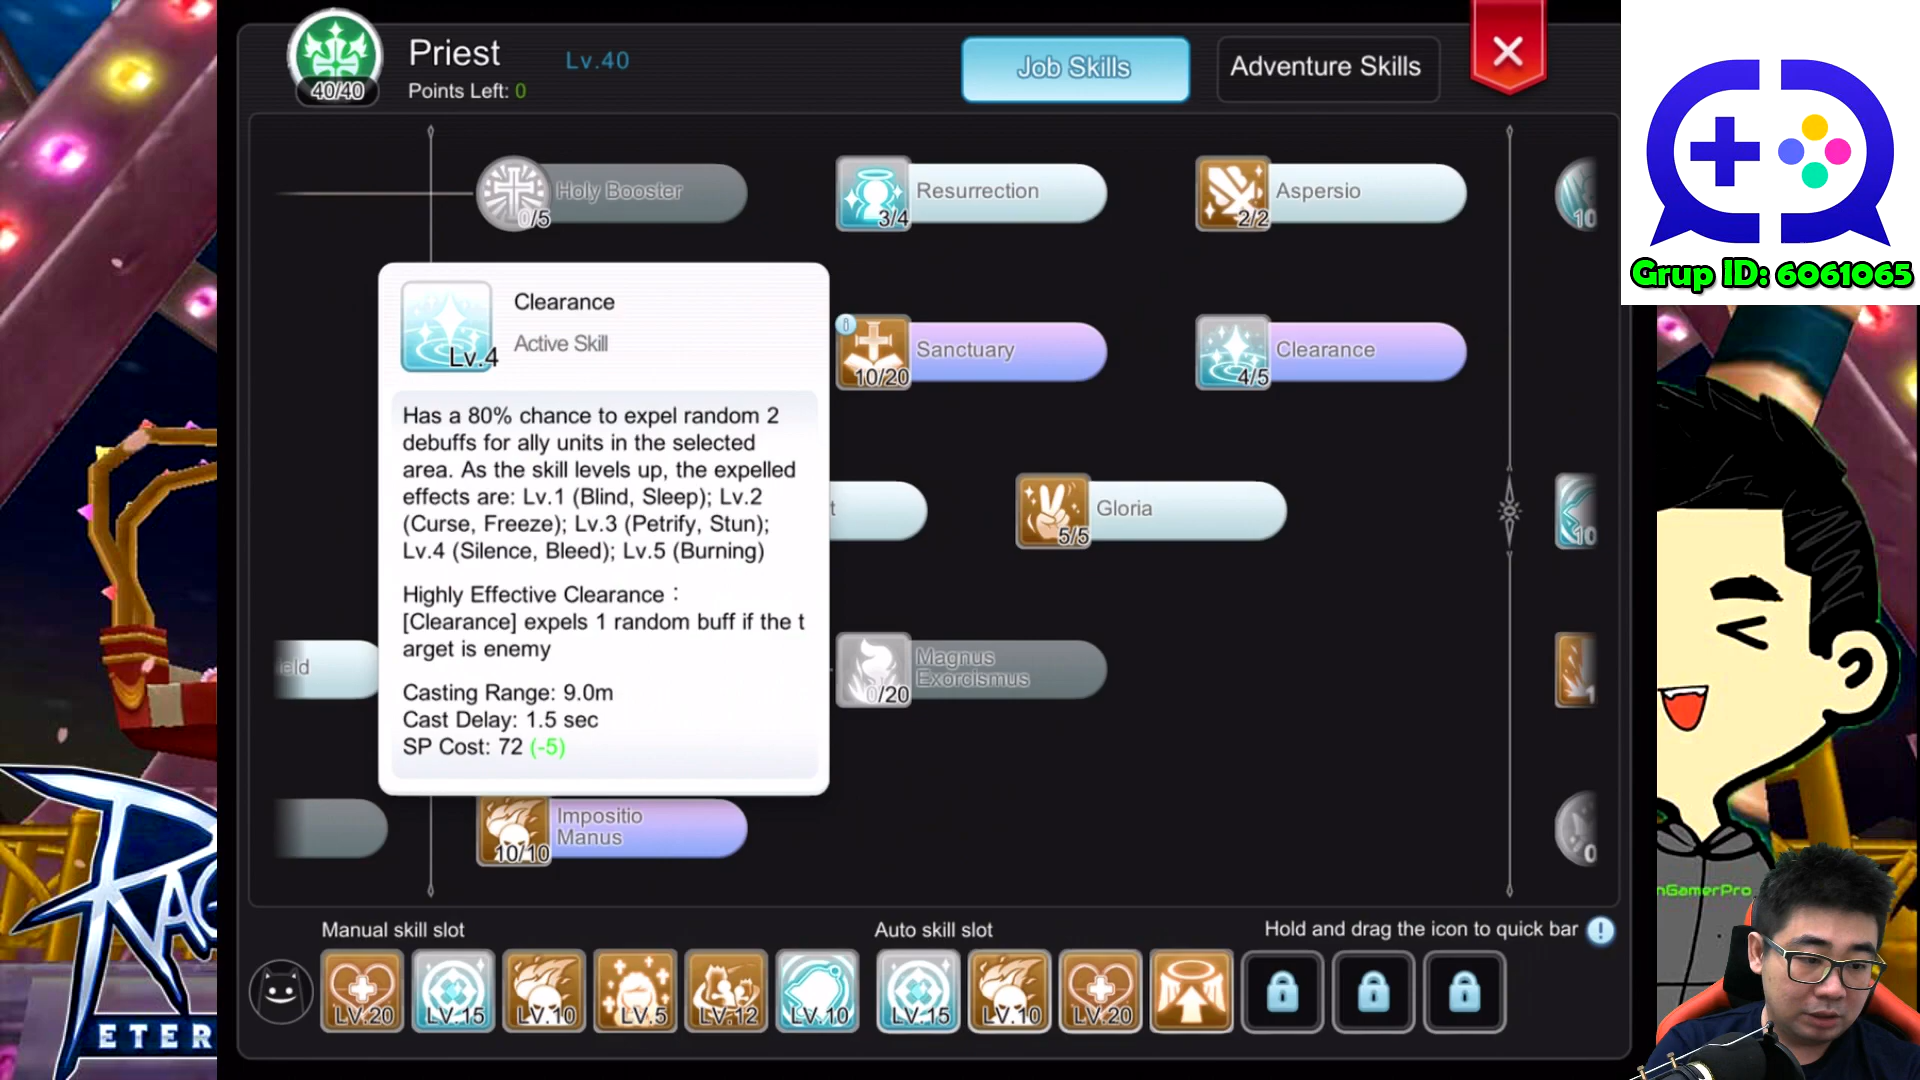 Priest
Lv.40
Job Skills
Adventure Skills
40/40
Points Left: 0
Holy Booster
0/5
Resurrection
3/4
Aspersio
2/2
10
Grup ID: 6061065
Clearance
Active Skill
Lv.4
Sanctuary
10/20
Clearance
4/5
Has a 80% chance to expel random 2
debuffs for ally units in the selected
area. As the skill levels up, the expelled
effects are: Lv.1 (Blind, Sleep); Lv.2
(Curse, Freeze); Lv.3 (Petrify, Stun);
Lv.4 (Silence, Bleed); Lv.5 (Burning)
Highly Effective Clearance :
[Clearance] expels 1 random buff if the t
arget is enemy
Casting Range: 9.0m
Cast Delay: 1.5 sec
SP Cost: 72 (-5)
t
Gloria
5/5
10
eld
Magnus
Exordismus
0/20
1
Impositio
Manus
10/10
0
nGamerPro
Manual skill slot
Auto skill slot
Hold and drag the icon to quick bar
LV.20
LV.15
LV.10
LV.5
LV.12
LV.10
LV.15
LV.10
LV.20
RAG
ETER